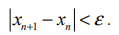 |xₙ₊₁ − xₙ| < ε .